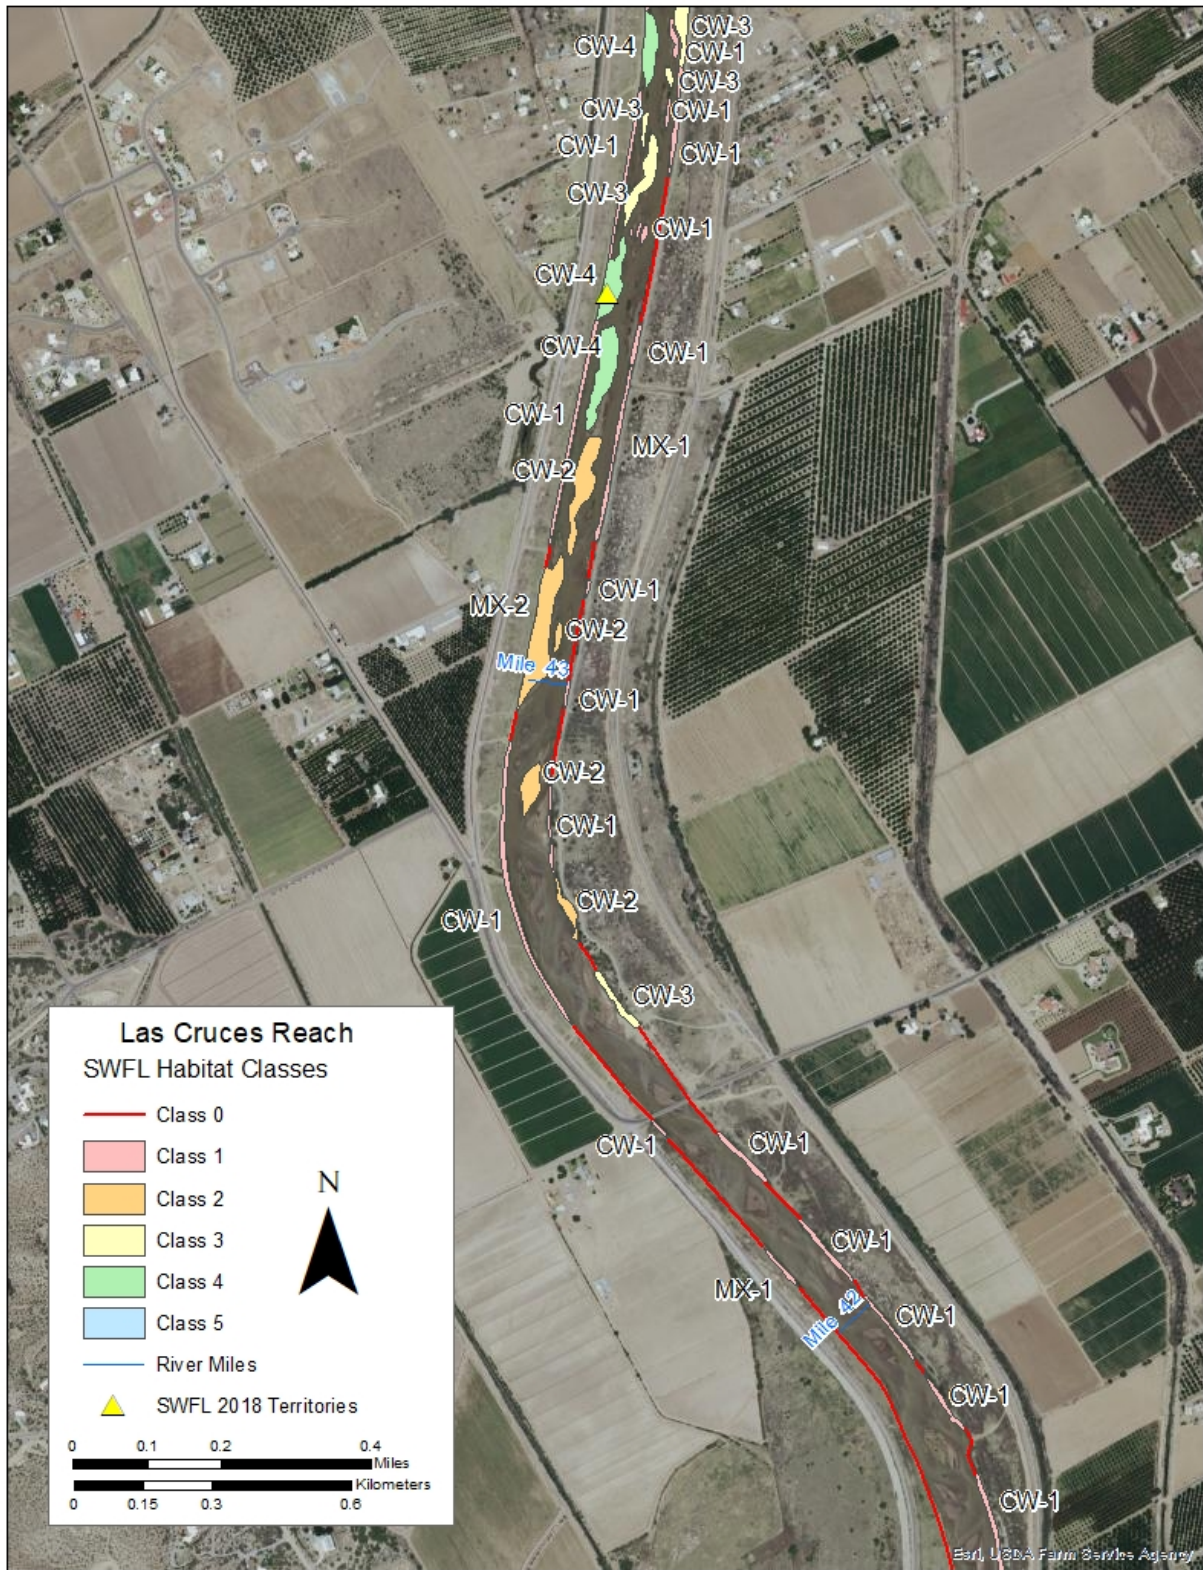 CW-3
CW-4
CW-1
CW-3
CW-3
CW-1
CW-1
CW-1
CW-3
CW-1
CW-4
CW-4
CW-1
CW-1
MX-1
CW-2
CW-1
MX-2
CW-2
Mile 43
CW-1
CW-2
CW-1
CW-2
CW-1
CW-3
CW-1
CW-1
CW-1
MX-1
Mile 42
CW-1
CW-1
CW-1
Las Cruces Reach
SWFL Habitat Classes
Class 0
Class 1
Class 2
Class 3
Class 4
Class 5
River Miles
SWFL 2018 Territories
N
0 0.1 0.2 0.4
Miles
Kilometers
0 0.15 0.3 0.6
Esri, USDA Farm Service Agency